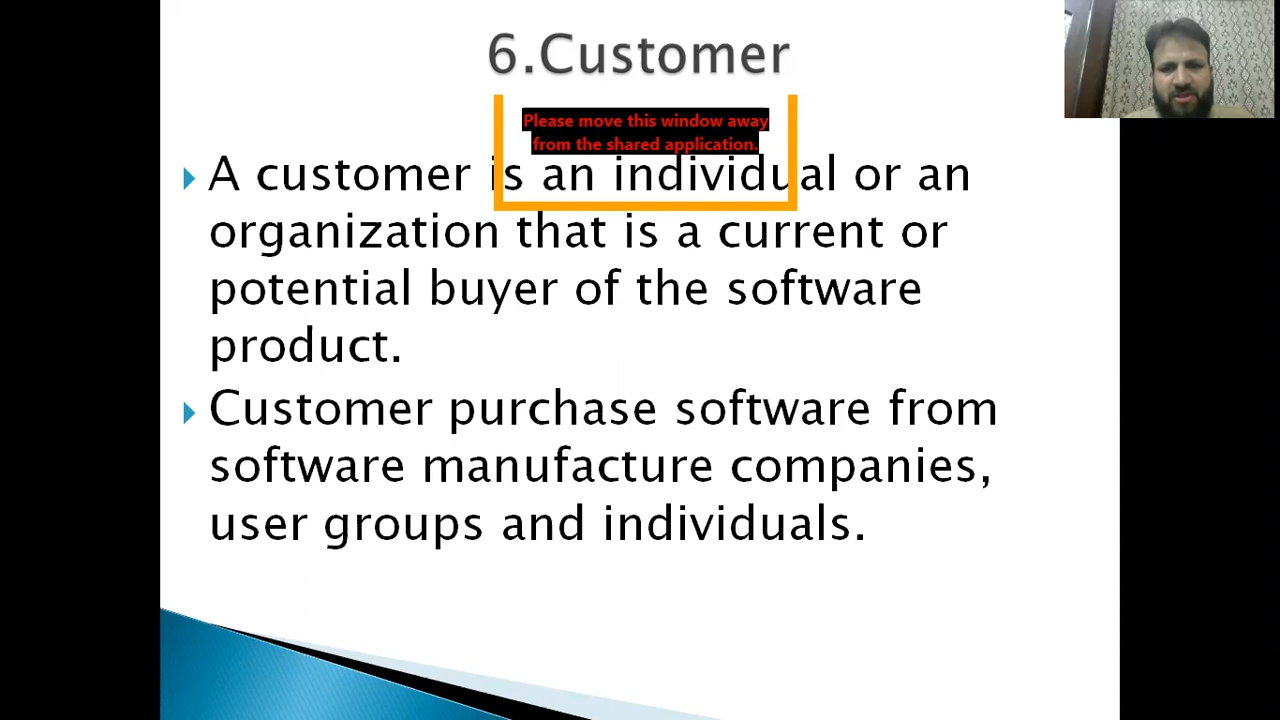 6.Customer
Please move this window away
from the shared application.
A customer is an individual or an
organization that is a current or
potential buyer of the software
product.
Customer purchase software from
software manufacture companies,
user groups and individuals.